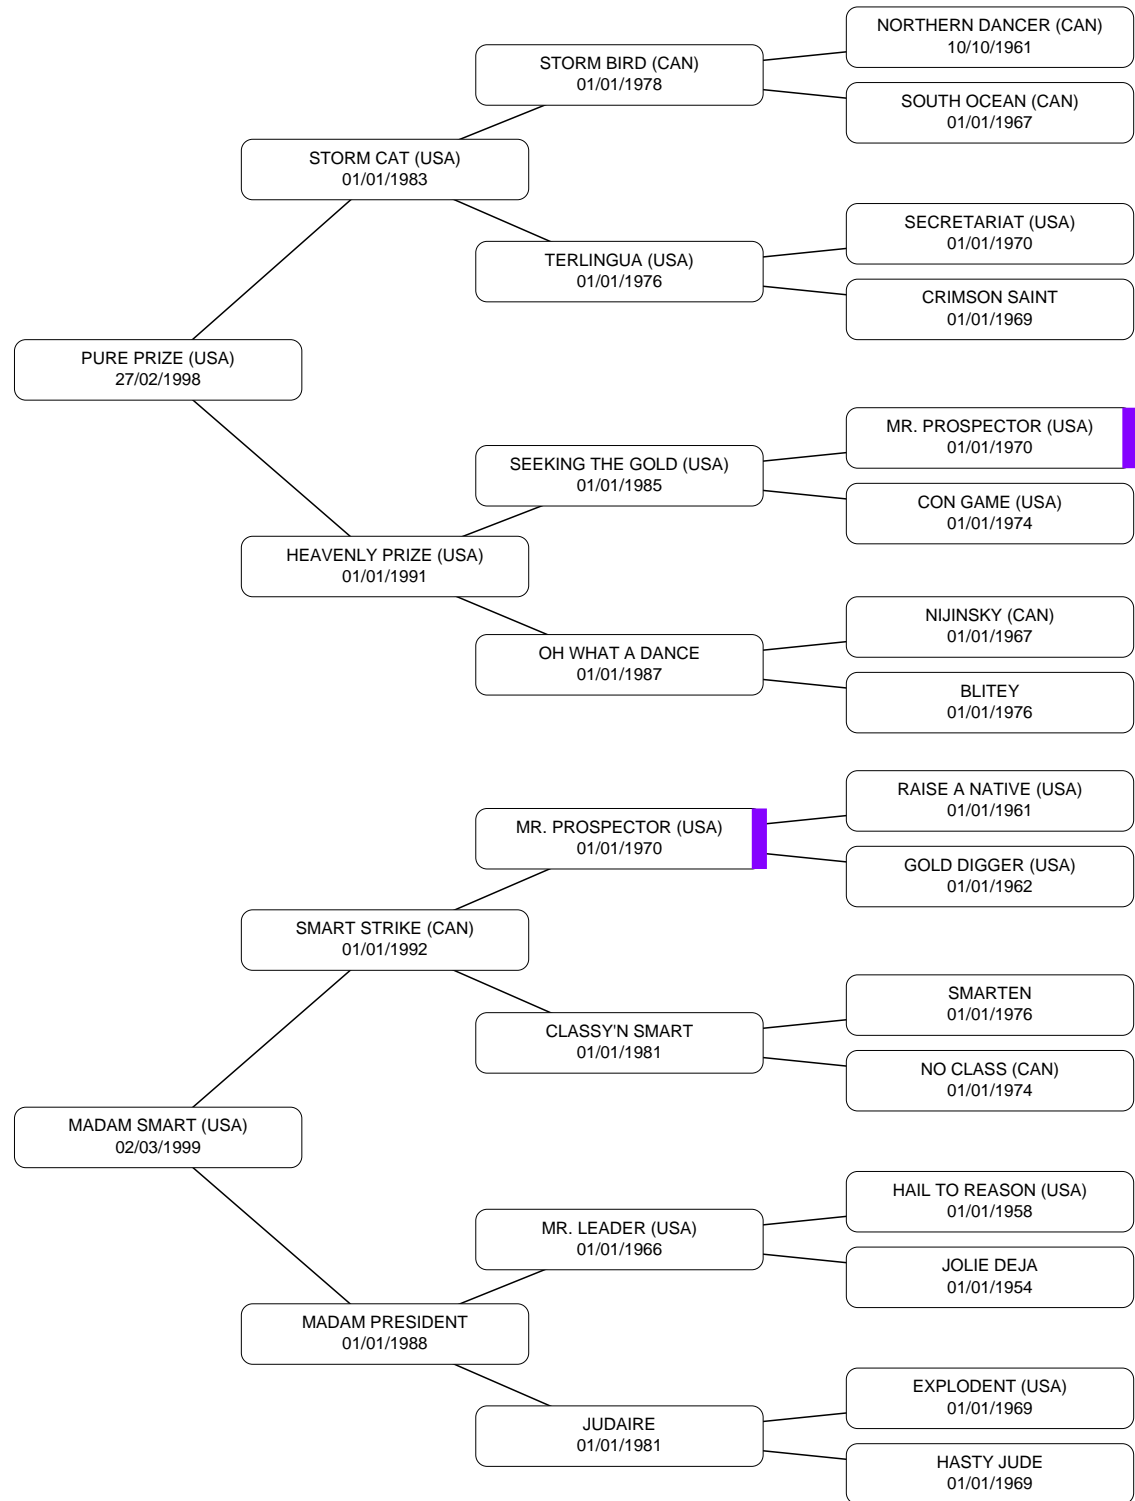 NORTHERN DANCER (CAN)
10/10/1961
STORM BIRD (CAN)
01/01/1978
SOUTH OCEAN (CAN)
01/01/1967
STORM CAT (USA)
01/01/1983
SECRETARIAT (USA)
01/01/1970
TERLINGUA (USA)
01/01/1976
CRIMSON SAINT
01/01/1969
PURE PRIZE (USA)
27/02/1998
MR. PROSPECTOR (USA)
01/01/1970
SEEKING THE GOLD (USA)
01/01/1985
CON GAME (USA)
01/01/1974
HEAVENLY PRIZE (USA)
01/01/1991
NIJINSKY (CAN)
01/01/1967
OH WHAT A DANCE
01/01/1987
BLITEY
01/01/1976
RAISE A NATIVE (USA)
01/01/1961
MR. PROSPECTOR (USA)
01/01/1970
GOLD DIGGER (USA)
01/01/1962
SMART STRIKE (CAN)
01/01/1992
SMARTEN
01/01/1976
CLASSY'N SMART
01/01/1981
NO CLASS (CAN)
01/01/1974
MADAM SMART (USA)
02/03/1999
HAIL TO REASON (USA)
01/01/1958
MR. LEADER (USA)
01/01/1966
JOLIE DEJA
01/01/1954
MADAM PRESIDENT
01/01/1988
EXPLODENT (USA)
01/01/1969
JUDAIRE
01/01/1981
HASTY JUDE
01/01/1969